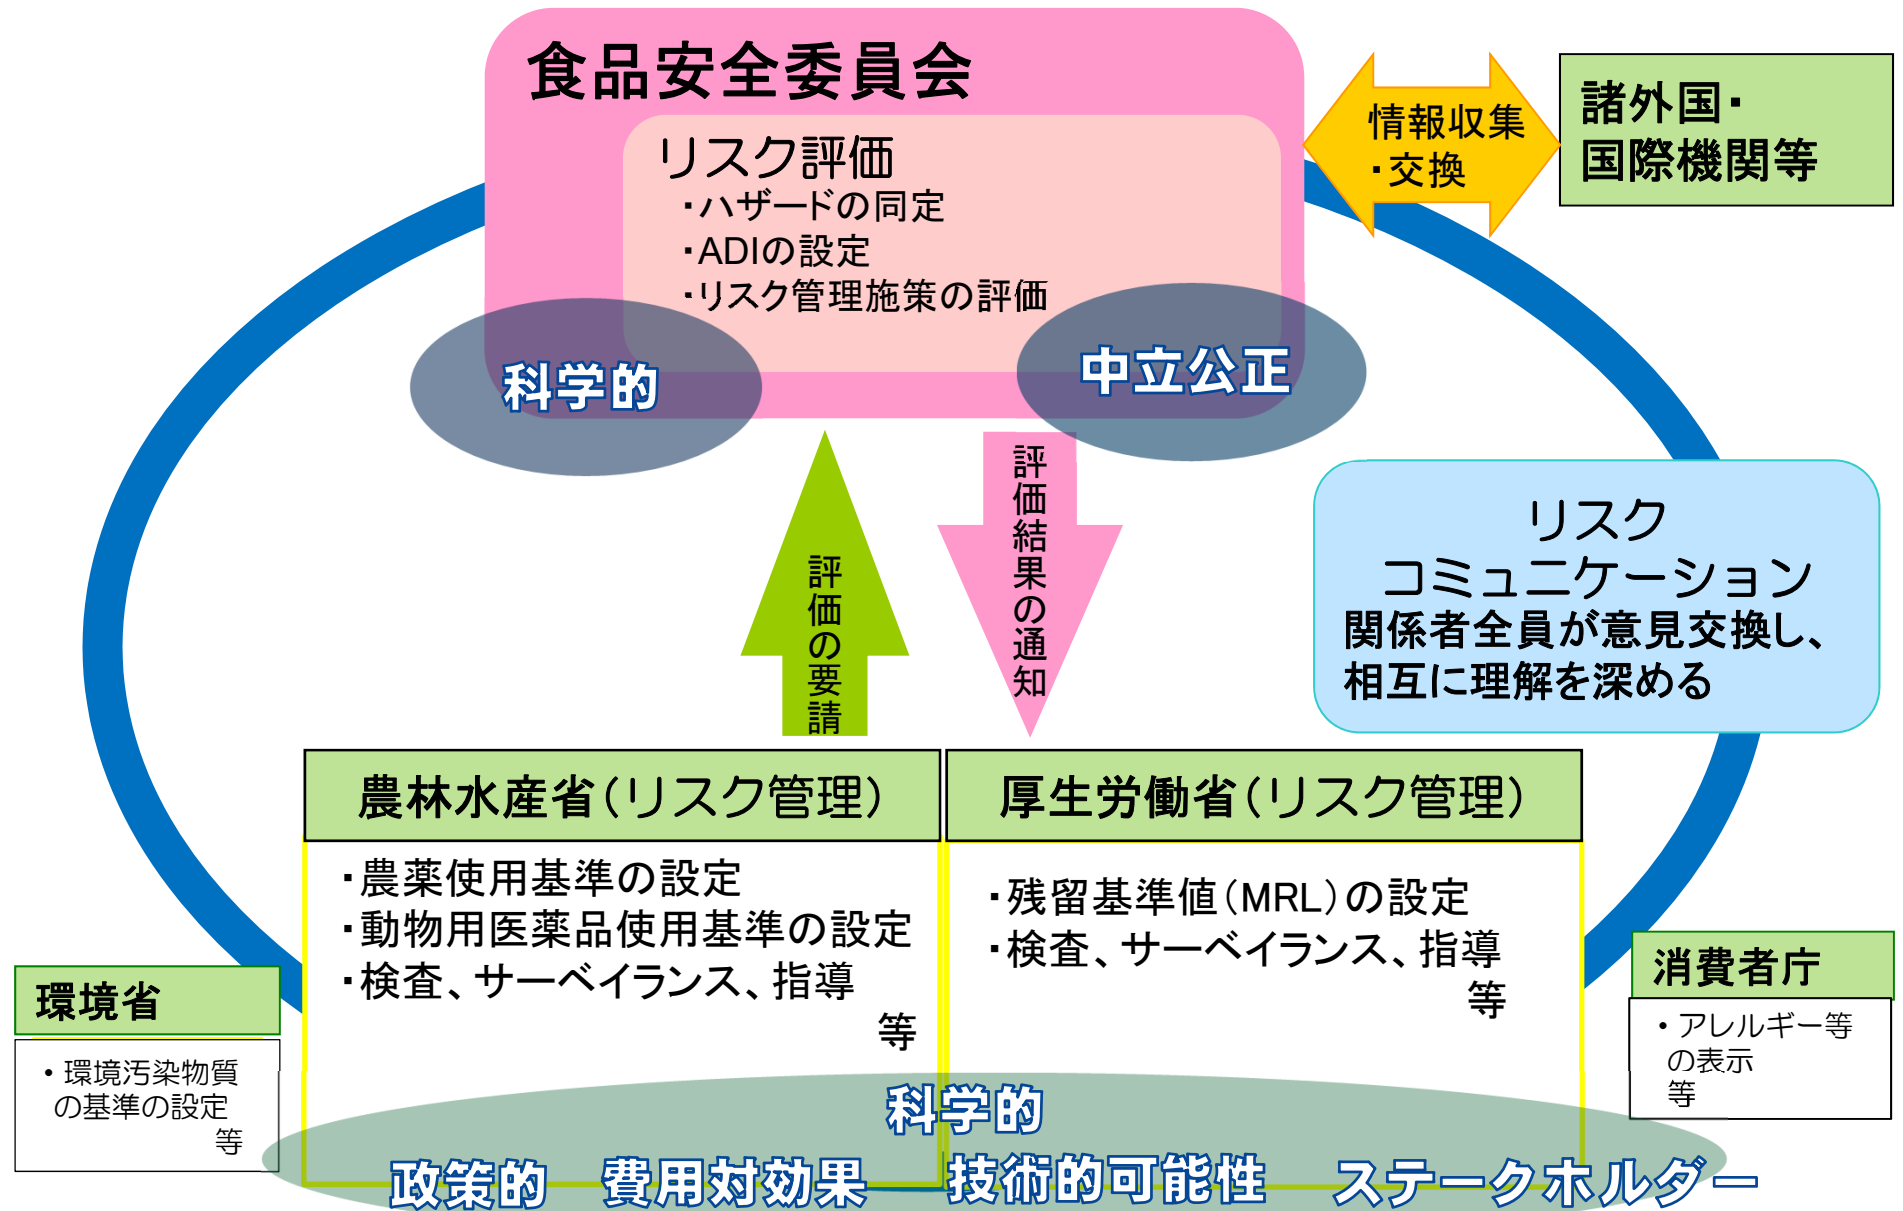 食品安全委員会
リスク評価
・ハザードの同定
・ADIの設定
・リスク管理施策の評価
科学的
中立公正
情報収集
・交換
諸外国・
国際機関等
評価の要請
評価結果の通知
リスク
コミュニケーション
関係者全員が意見交換し、
相互に理解を深める
農林水産省（リスク管理）
・農薬使用基準の設定
・動物用医薬品使用基準の設定
・検査、サーベイランス、指導
等
厚生労働省（リスク管理）
・残留基準値（MRL）の設定
・検査、サーベイランス、指導
等
環境省
・環境汚染物質
の基準の設定
等
消費者庁
・アレルギー等
の表示
等
科学的
政策的
費用対効果
技術的可能性
ステークホルダー